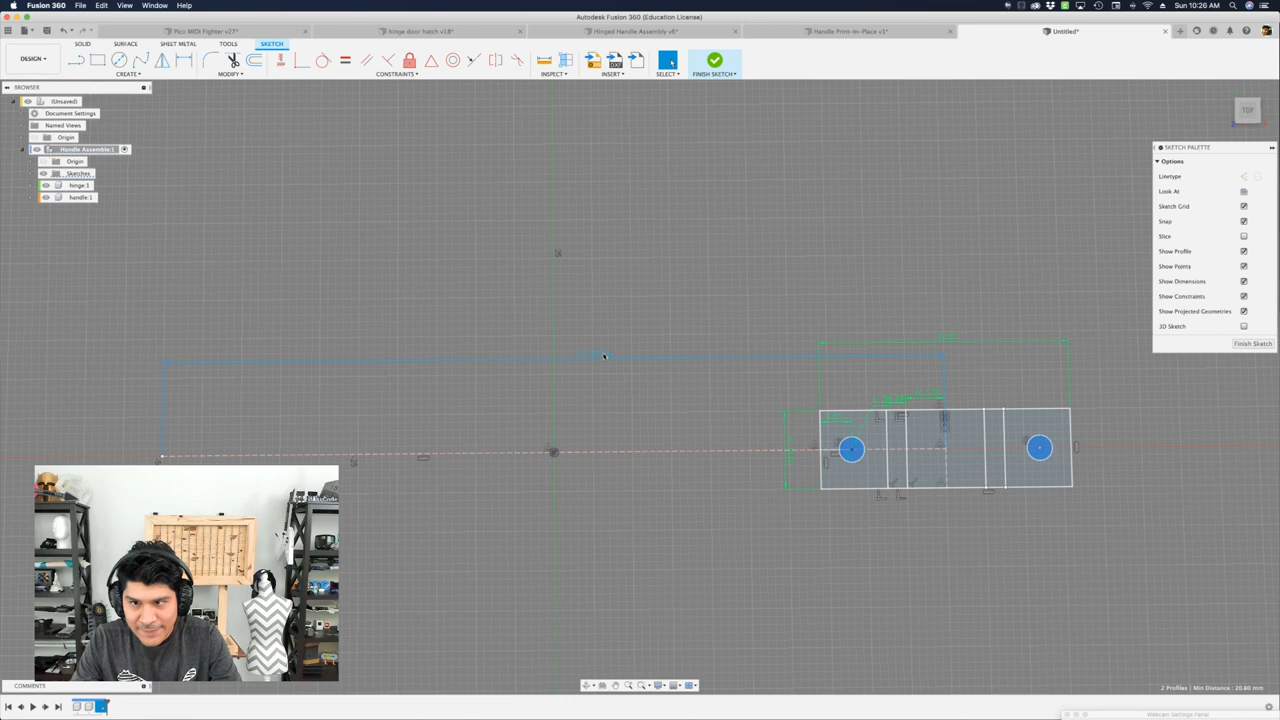 Fusion 360 File Edit View Window Help
Sun 10:26 AM
Autodesk Fusion 360 (Education License)
Pico MIDI Fighter v27*
hinge door hatch v18*
Hinged Handle Assembly v6*
Handle Print-In-Place v1*
Untitled*
SOLID SURFACE SHEET METAL TOOLS SKETCH
DESIGN
CREATE MODIFY CONSTRAINTS INSPECT INSERT SELECT FINISH SKETCH
BROWSER
(Unsaved)
Document Settings
Named Views
Origin
Handle Assemble:1
Origin
Sketches
hinge:1
handle:1
TOP
SKETCH PALETTE
Options
Linetype
Look At
Sketch Grid
Snap
Slice
Show Profile
Show Points
Show Dimensions
Show Constraints
Show Projected Geometries
3D Sketch
Finish Sketch
COMMENTS
2 Profiles | Min Distance : 20.80 mm
Webcam Settings Panel